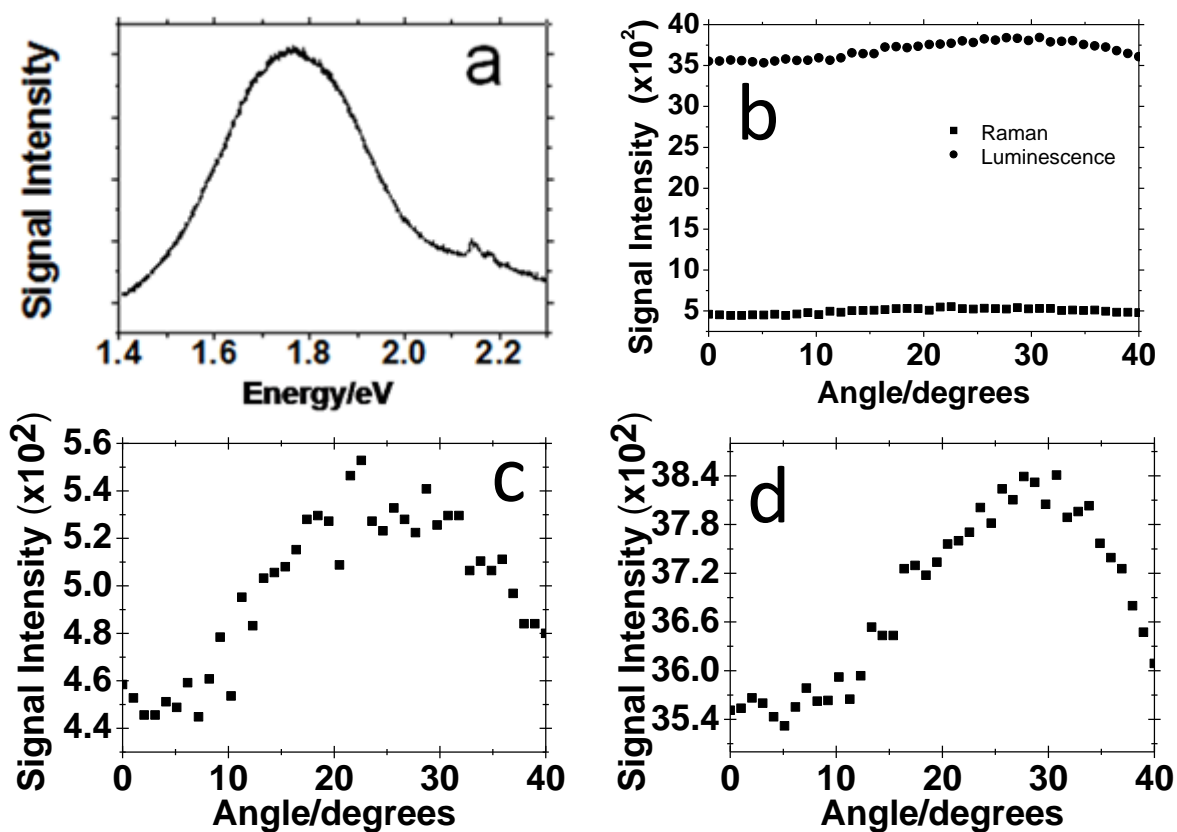 Signal Intensity
a
1.4 1.6 1.7 1.8 2.0 2.2
Energy/eV
Signal Intensity (x10²)
40
35
30
25
20
15
10
5
b
Raman
Luminescence
0 10 20 30 40
Angle/degrees
Signal Intensity (x10²)
5.6
5.4
5.2
5.0
4.8
4.6
4.4
c
0 10 20 30 40
Angle/degrees
Signal Intensity (x10²)
38.4
37.8
37.2
36.6
36.0
35.4
d
0 10 20 30 40
Angle/degrees